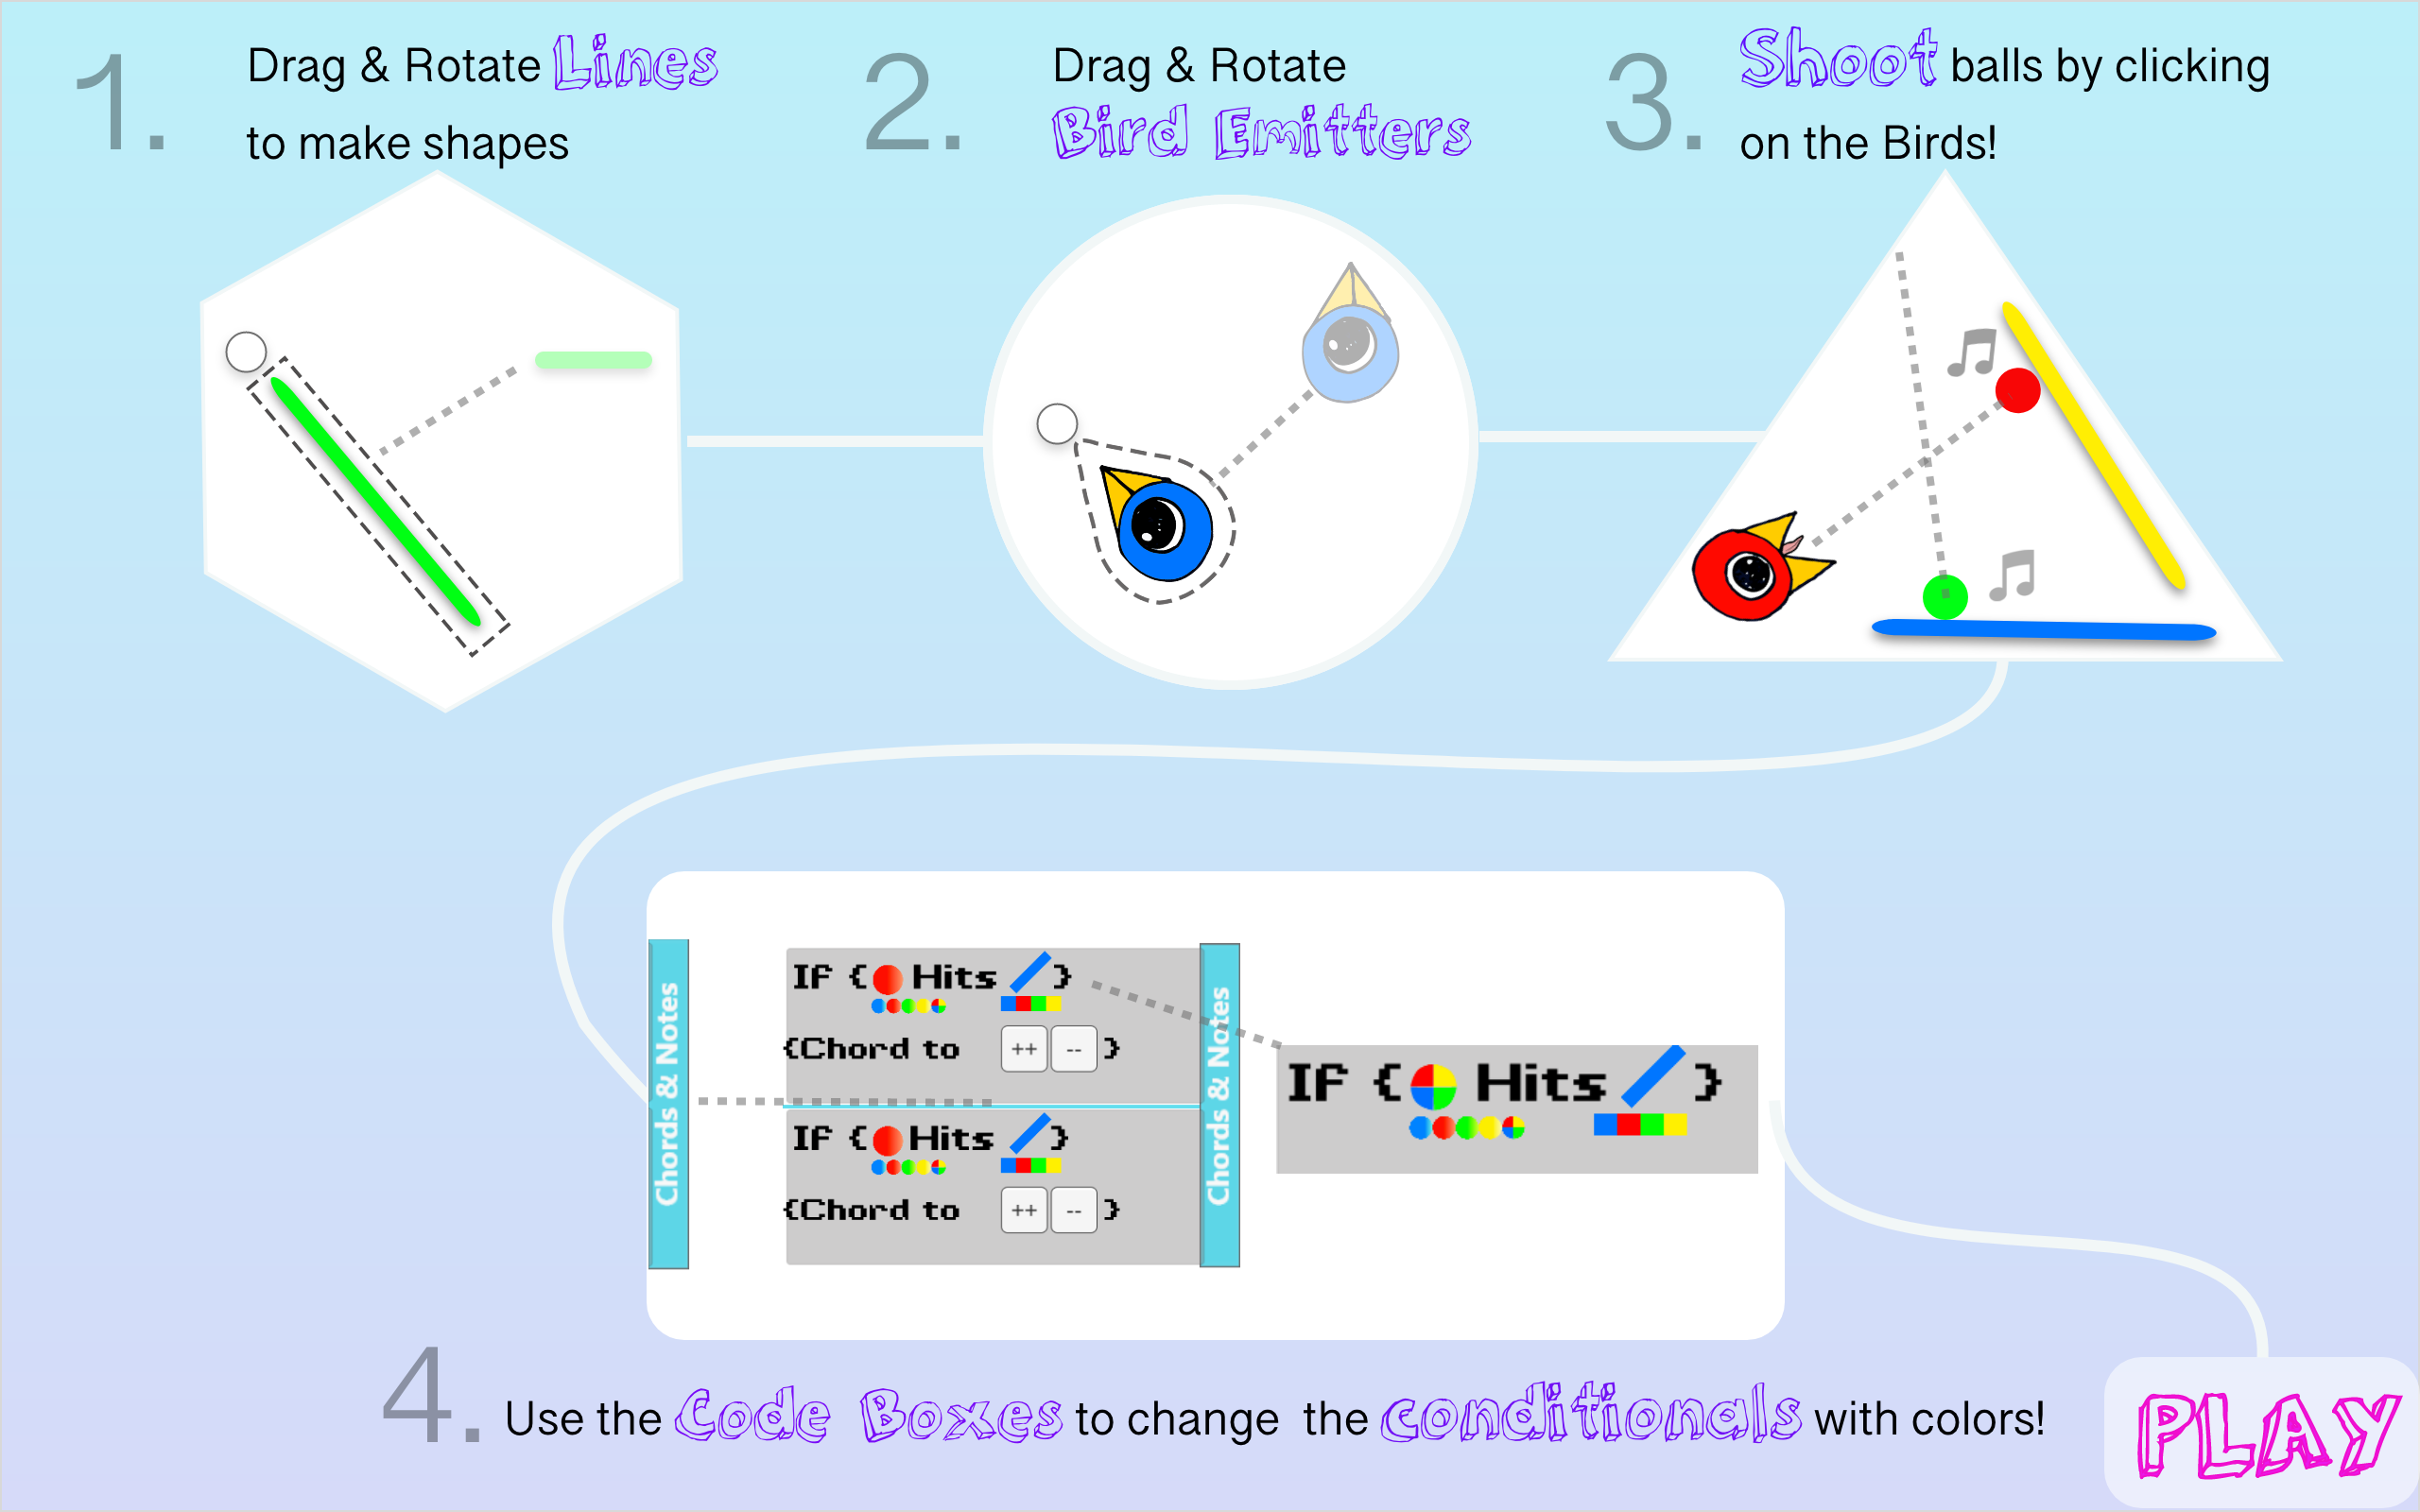 1.
Drag & Rotate Lines
to make shapes
2.
Drag & Rotate
Bird Emitters
3.
Shoot balls by clicking
on the Birds!
Chords & Notes
If { Hits }
{Chord to ++ -- }
If { Hits }
{Chord to ++ -- }
Chords & Notes
If { Hits }
4.
Use the Code Boxes to change the conditionals with colors!
PLAY